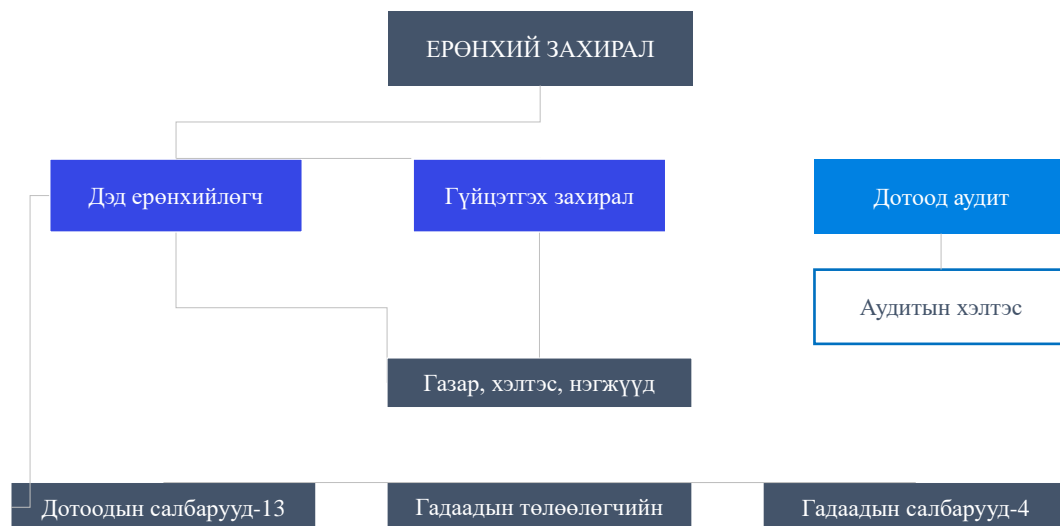 ЕРӨНХИЙ ЗАХИРАЛ
Дэд ерөнхийлөгч
Гүйцэтгэх захирал
Дотоод аудит
Аудитын хэлтэс
Газар, хэлтэс, нэгжүүд
Дотоодын салбарууд-13
Гадаадын төлөөлөгчийн
Гадаадын салбарууд-4